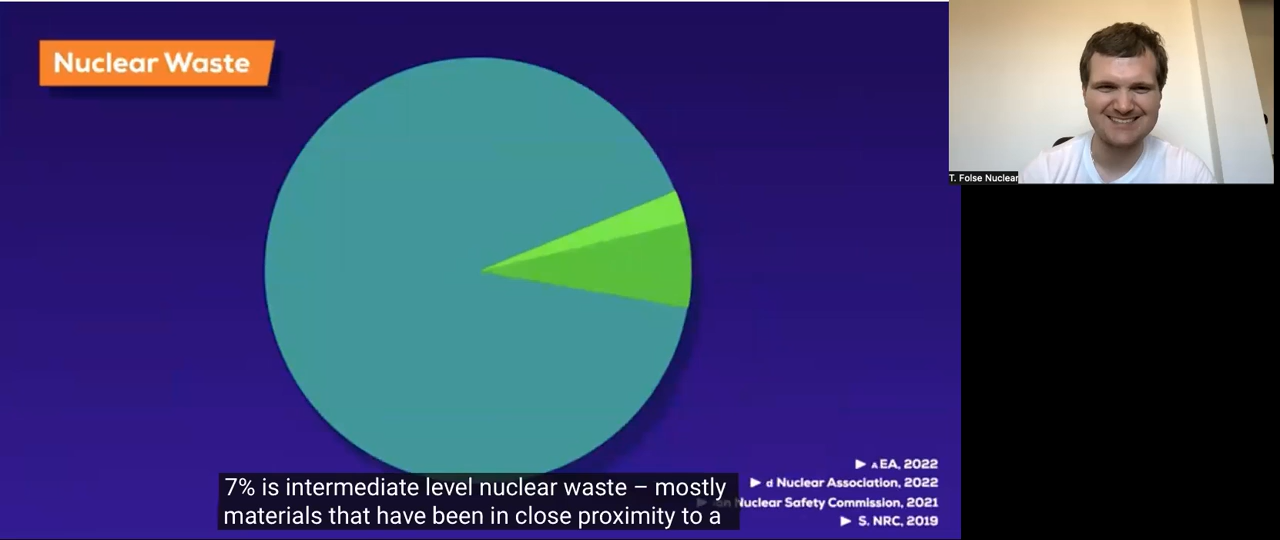 Nuclear Waste
T. Folse Nuclear
EA, 2022
Nuclear Association, 2022
Nuclear Safety Commission, 2021
S. NRC, 2019
7% is intermediate level nuclear waste – mostly
materials that have been in close proximity to a